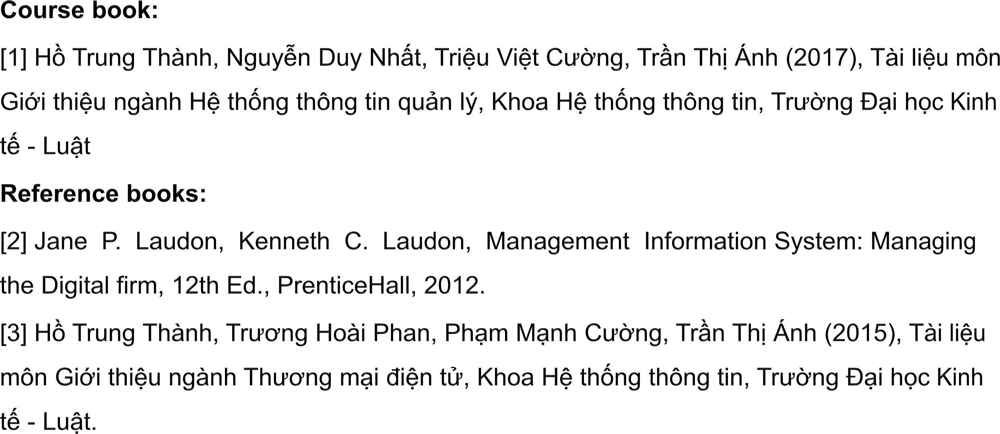 Course book:
[1] Hồ Trung Thành, Nguyễn Duy Nhất, Triệu Việt Cường, Trần Thị Ánh (2017), Tài liệu môn
Giới thiệu ngành Hệ thống thông tin quản lý, Khoa Hệ thống thông tin, Trường Đại học Kinh
tế - Luật
Reference books:
[2] Jane P. Laudon, Kenneth C. Laudon, Management Information System: Managing
the Digital firm, 12th Ed., PrenticeHall, 2012.
[3] Hồ Trung Thành, Trương Hoài Phan, Phạm Mạnh Cường, Trần Thị Ánh (2015), Tài liệu
môn Giới thiệu ngành Thương mại điện tử, Khoa Hệ thống thông tin, Trường Đại học Kinh
tế - Luật.